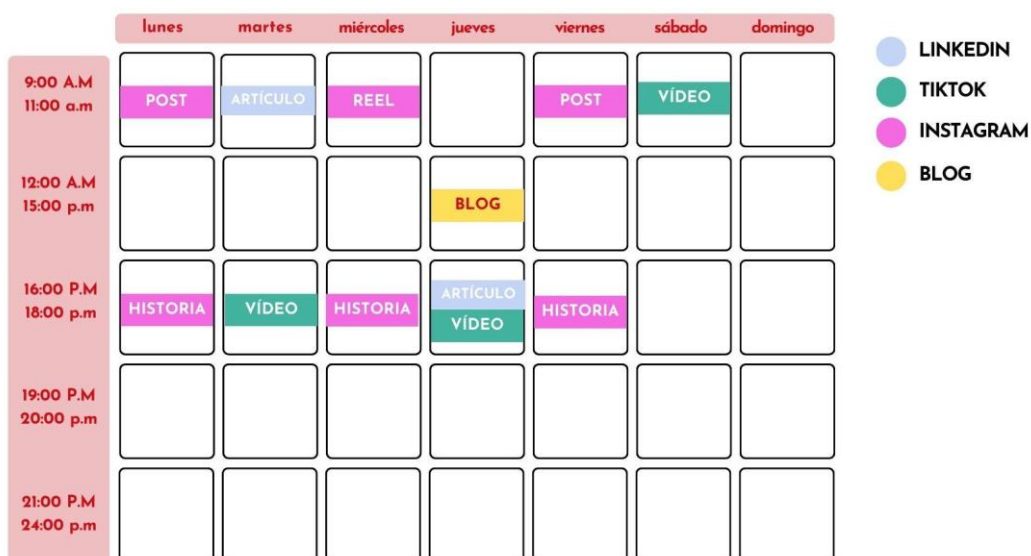 lunes martes miércoles jueves viernes sábado domingo
9:00 A.M
11:00 a.m
POST ARTÍCULO REEL POST VÍDEO
12:00 A.M
15:00 p.m
BLOG
16:00 P.M
18:00 p.m
HISTORIA VÍDEO HISTORIA ARTÍCULO HISTORIA
VÍDEO
19:00 P.M
20:00 p.m
21:00 P.M
24:00 p.m
LINKEDIN
TIKTOK
INSTAGRAM
BLOG